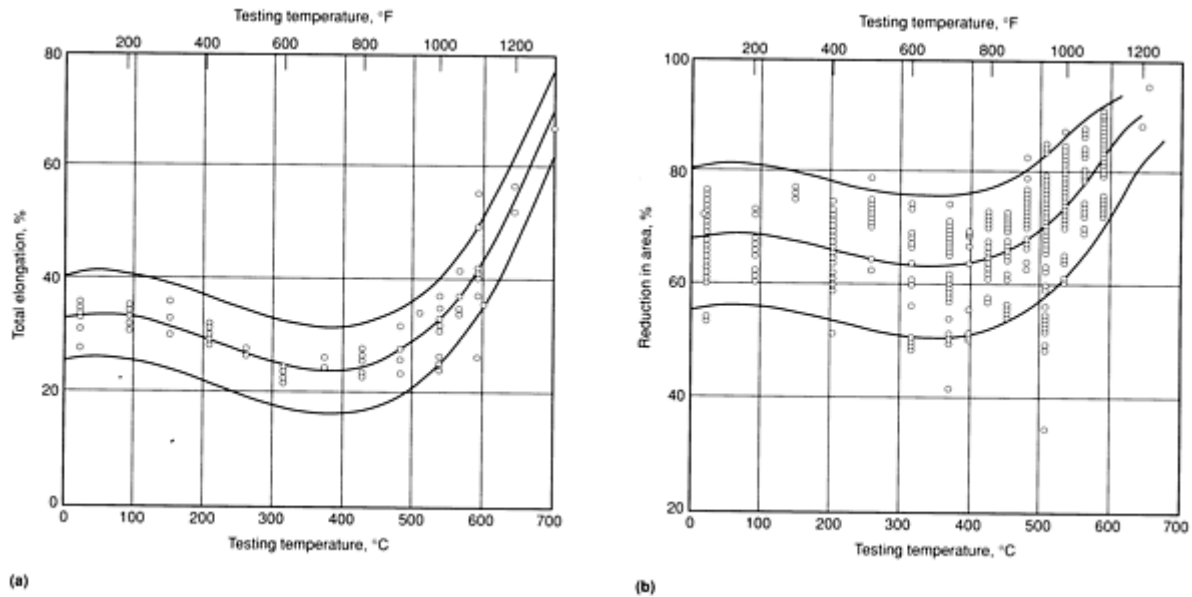 Testing temperature, °F
200 400 600 800 1000 1200
80
60
40
20
0
Total elongation, %
0 100 200 300 400 500 600 700
Testing temperature, °C
(a)
Testing temperature, °F
200 400 600 800 1000 1200
100
80
60
40
20
Reduction in area, %
0 100 200 300 400 500 600 700
Testing temperature, °C
(b)